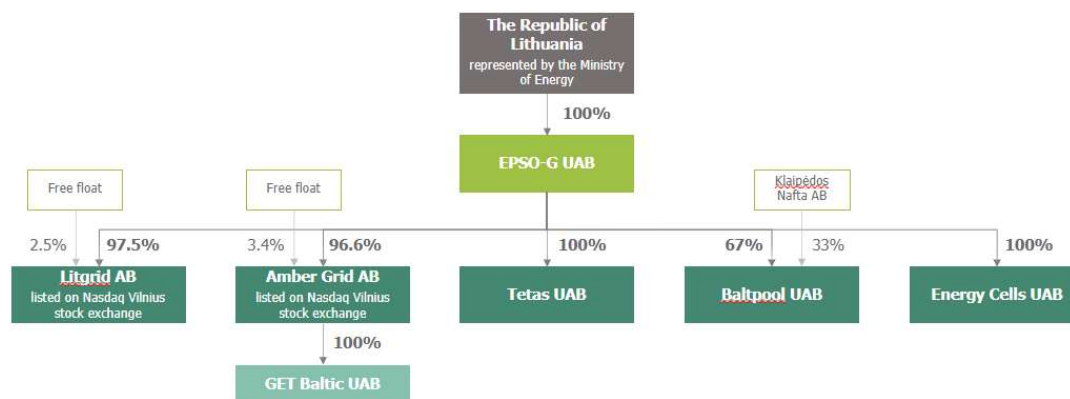 The Republic of
Lithuania
represented by the Ministry
of Energy
100%
EPSO-G UAB
Free float
Free float
Klaipėdos
Nafta AB
2.5%
97.5%
3.4%
96.6%
100%
67%
33%
100%
Litgrid AB
listed on Nasdaq Vilnius
stock exchange
Amber Grid AB
listed on Nasdaq Vilnius
stock exchange
Tetas UAB
Baltpool UAB
Energy Cells UAB
100%
GET Baltic UAB